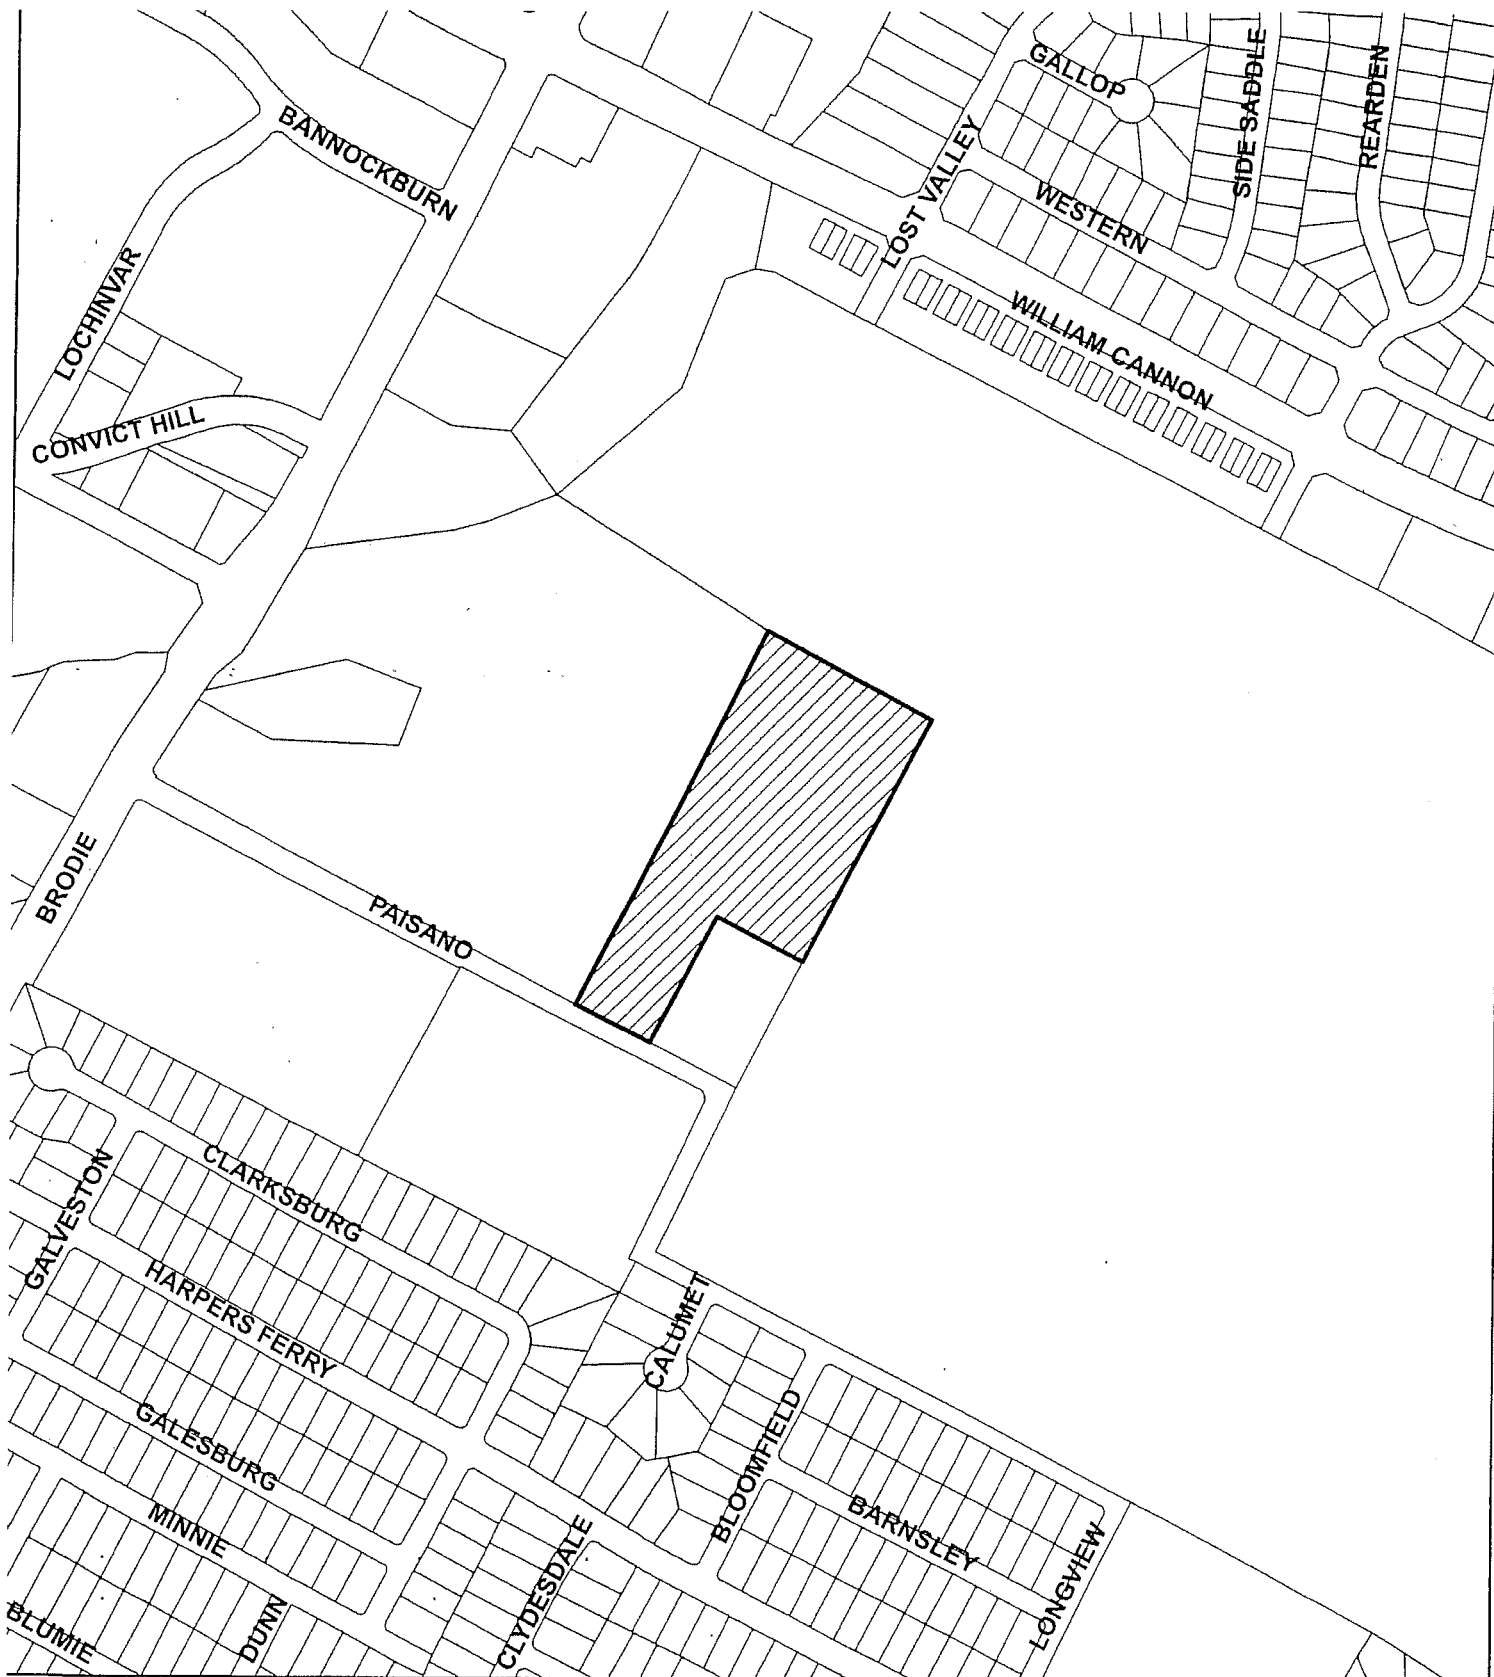 GALLOP
SIDE SADDLE
REARDEN
BANNOCKBURN
LOST VALLEY
WESTERN
LOCHINVAR
WILLIAM CANNON
CONVICT HILL
BRODIE
PAISANO
CLARKSBURG
GALVESTON
HARPERS FERRY
CALUMET
GALESBURG
BLOOMFIELD
MINNIE
BARNSLEY
CLYDESDALE
LONGVIEW
DUNN
BLUMIE